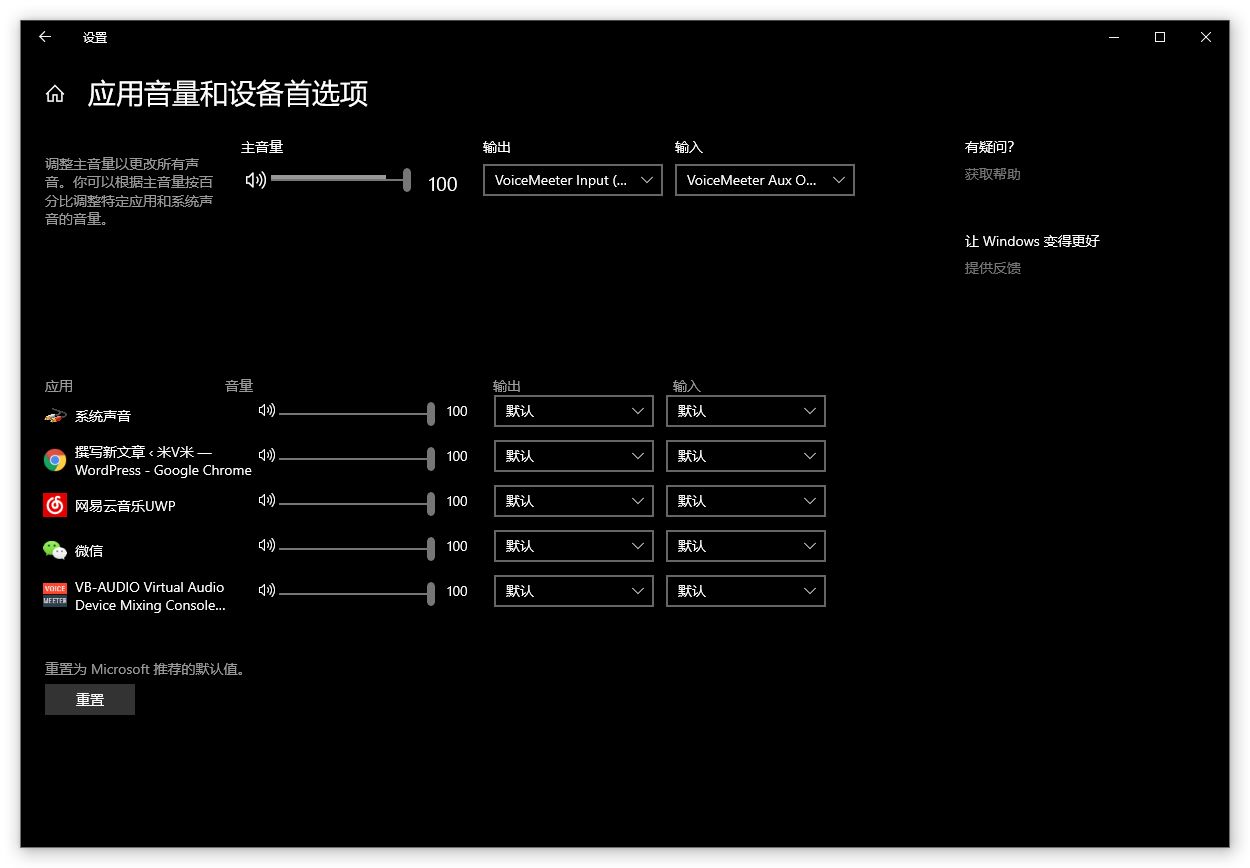 设置
应用音量和设备首选项
调整主音量以更改所有声
音。你可以根据主音量按百
分比调整特定应用和系统声
音的音量。
主音量
100
输出
VoiceMeeter Input (...
输入
VoiceMeeter Aux O...
有疑问?
获取帮助
让 Windows 变得更好
提供反馈
应用 音量 输出 输入
系统声音 100 默认 默认
撰写新文章 ‹ 米V米 —
WordPress - Google Chrome
100 默认 默认
网易云音乐UWP 100 默认 默认
微信 100 默认 默认
VOICE
MEETER
VB-AUDIO Virtual Audio
Device Mixing Console...
100 默认 默认
重置为 Microsoft 推荐的默认值。
重置